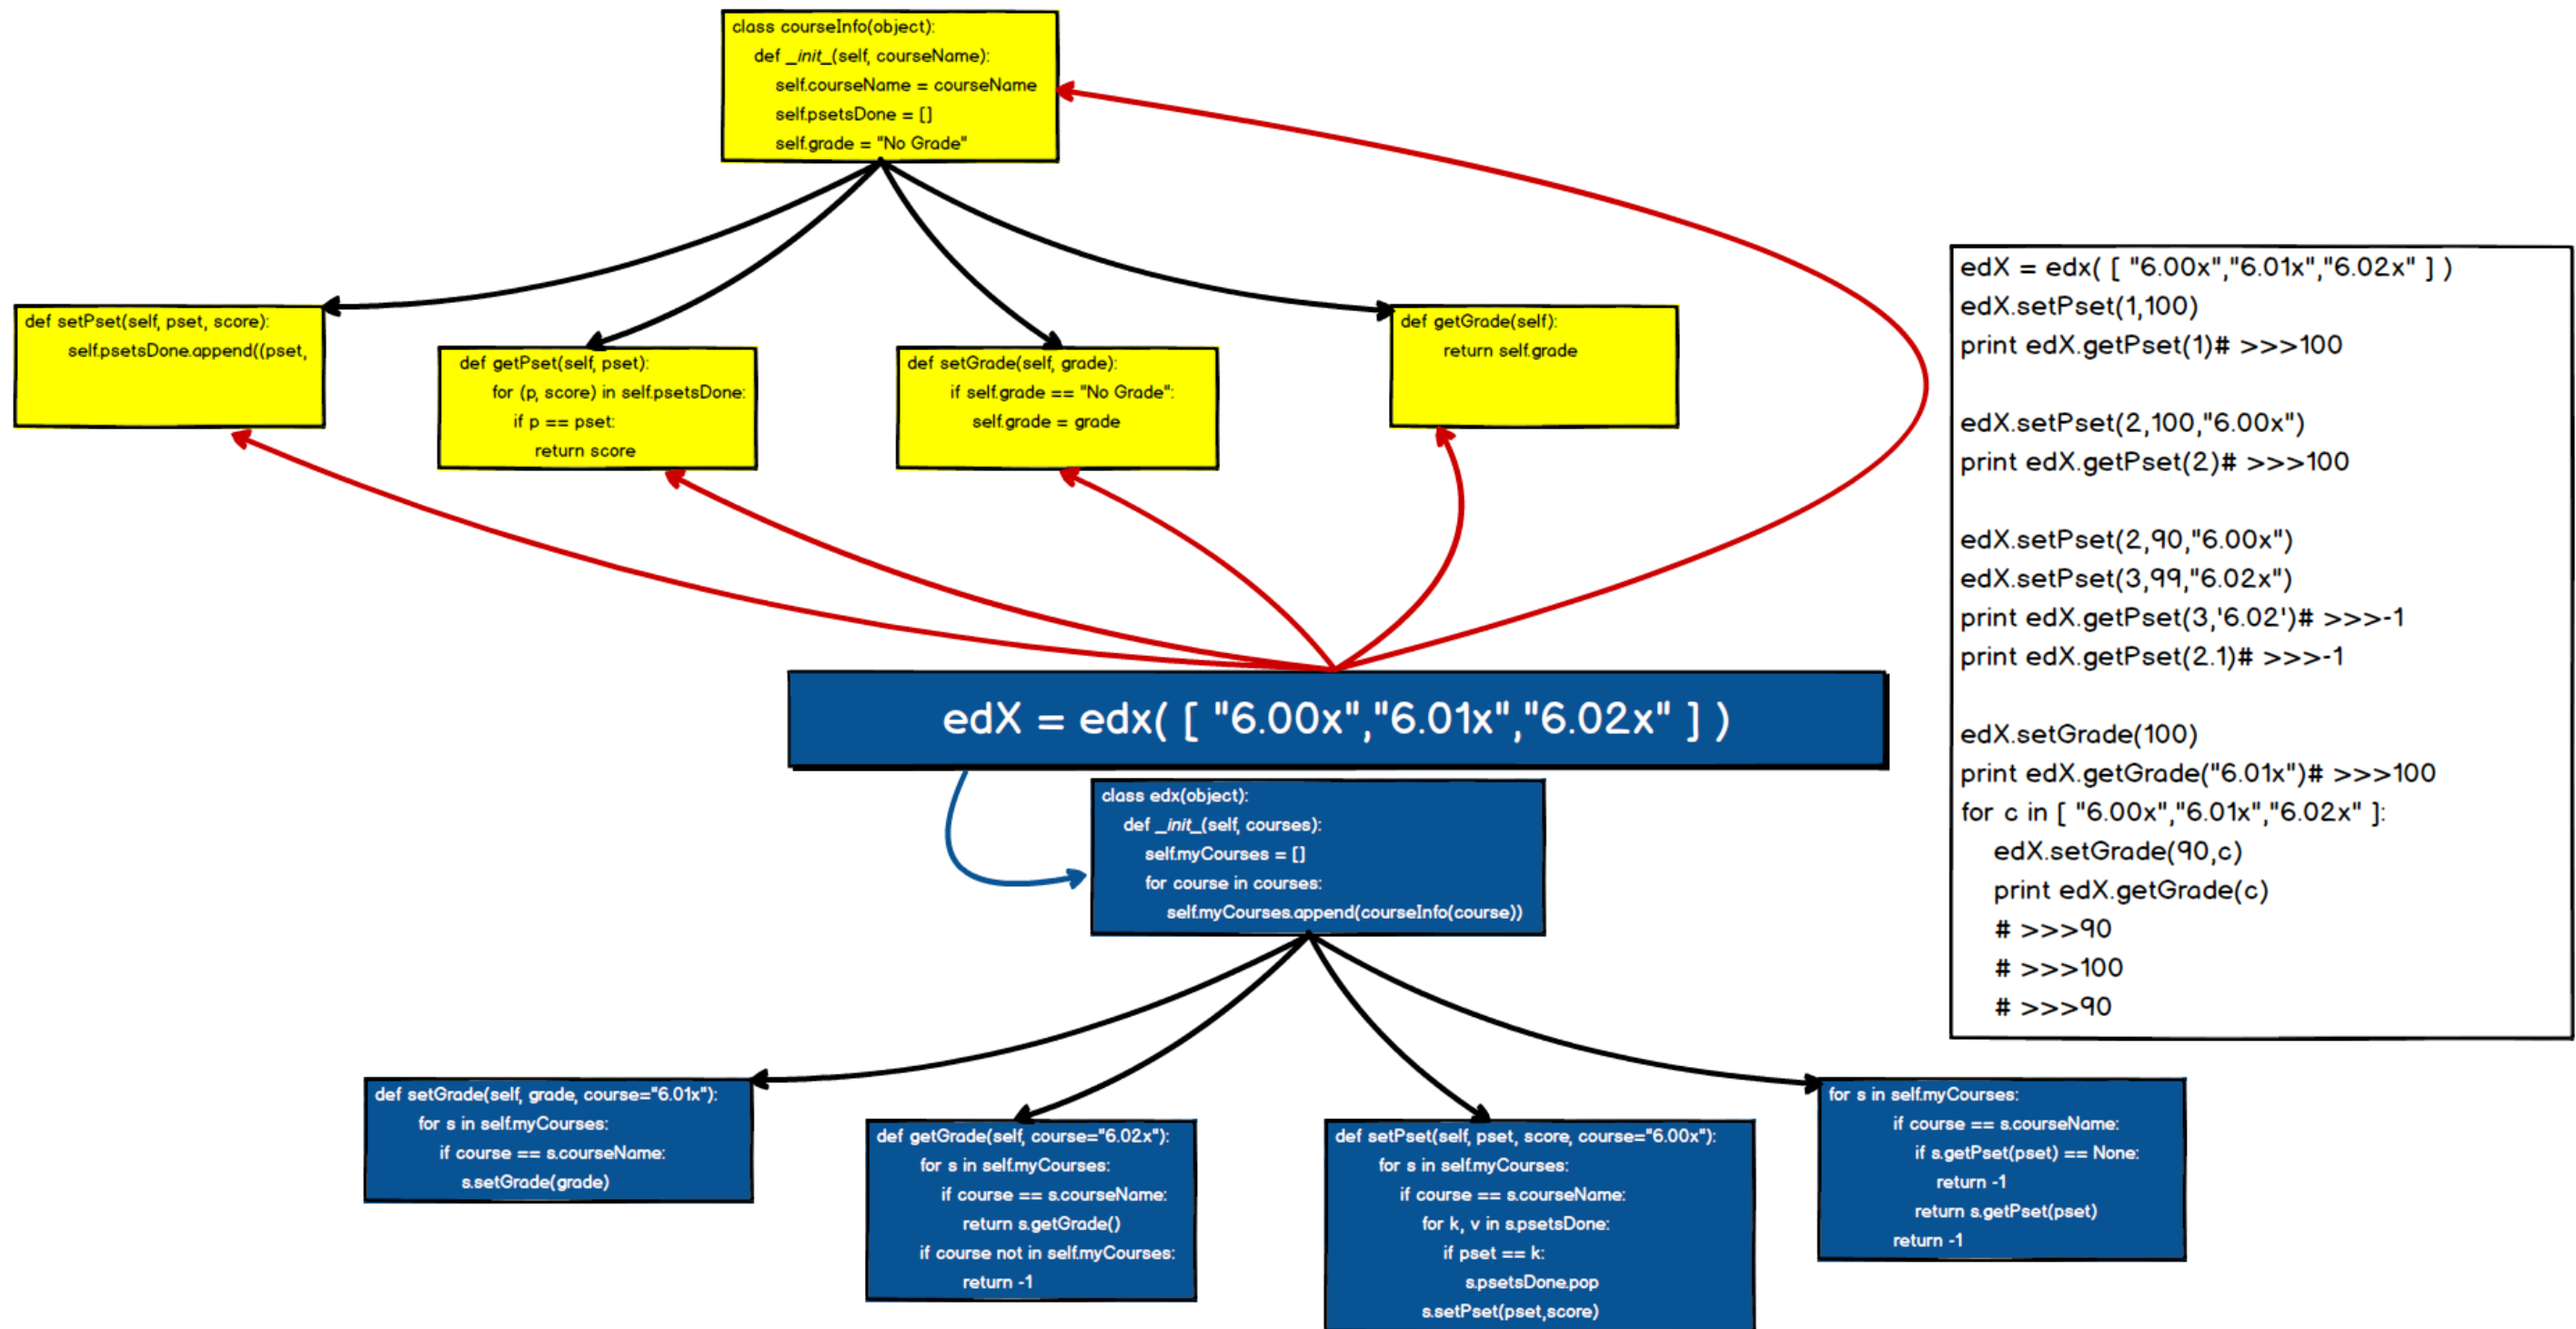 class courseInfo(object):
def _init_(self, courseName):
self.courseName = courseName
self.psetsDone = []
self.grade = "No Grade"
def setPset(self, pset, score):
self.psetsDone.append((pset,
def getPset(self, pset):
for (p, score) in self.psetsDone:
if p == pset:
return score
def setGrade(self, grade):
if self.grade == "No Grade":
self.grade = grade
def getGrade(self):
return self.grade
edX = edx( [ "6.00x","6.01x","6.02x" ] )
edX.setPset(1,100)
print edX.getPset(1)# >>>100
edX.setPset(2,100,"6.00x")
print edX.getPset(2)# >>>100
edX.setPset(2,90,"6.00x")
edX.setPset(3,99,"6.02x")
print edX.getPset(3,'6.02')# >>>-1
print edX.getPset(2.1)# >>>-1
edX.setGrade(100)
print edX.getGrade("6.01x")# >>>100
for c in [ "6.00x","6.01x","6.02x" ]:
edX.setGrade(90,c)
print edX.getGrade(c)
# >>>90
# >>>100
# >>>90
edX = edx( [ "6.00x","6.01x","6.02x" ] )
class edx(object):
def _init_(self, courses):
self.myCourses = []
for course in courses:
self.myCourses.append(courseInfo(course))
def setGrade(self, grade, course="6.01x"):
for s in self.myCourses:
if course == s.courseName:
s.setGrade(grade)
def getGrade(self, course="6.02x"):
for s in self.myCourses:
if course == s.courseName:
return s.getGrade()
if course not in self.myCourses:
return -1
def setPset(self, pset, score, course="6.00x"):
for s in self.myCourses:
if course == s.courseName:
for k, v in s.psetsDone:
if pset == k:
s.psetsDone.pop
s.setPset(pset,score)
for s in self.myCourses:
if course == s.courseName:
if s.getPset(pset) == None:
return -1
return s.getPset(pset)
return -1